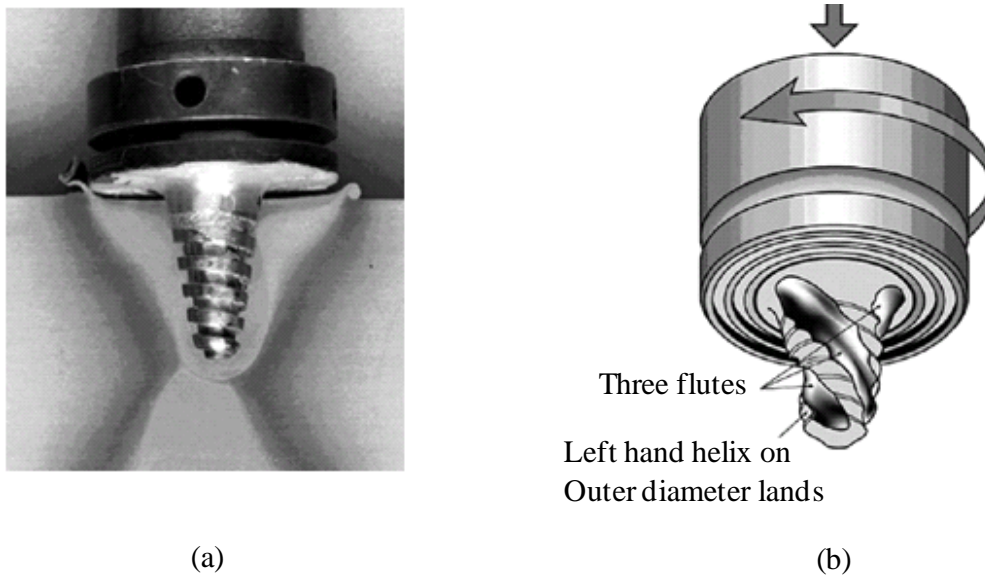 Three flutes
Left hand helix on
Outer diameter lands
(a)
(b)